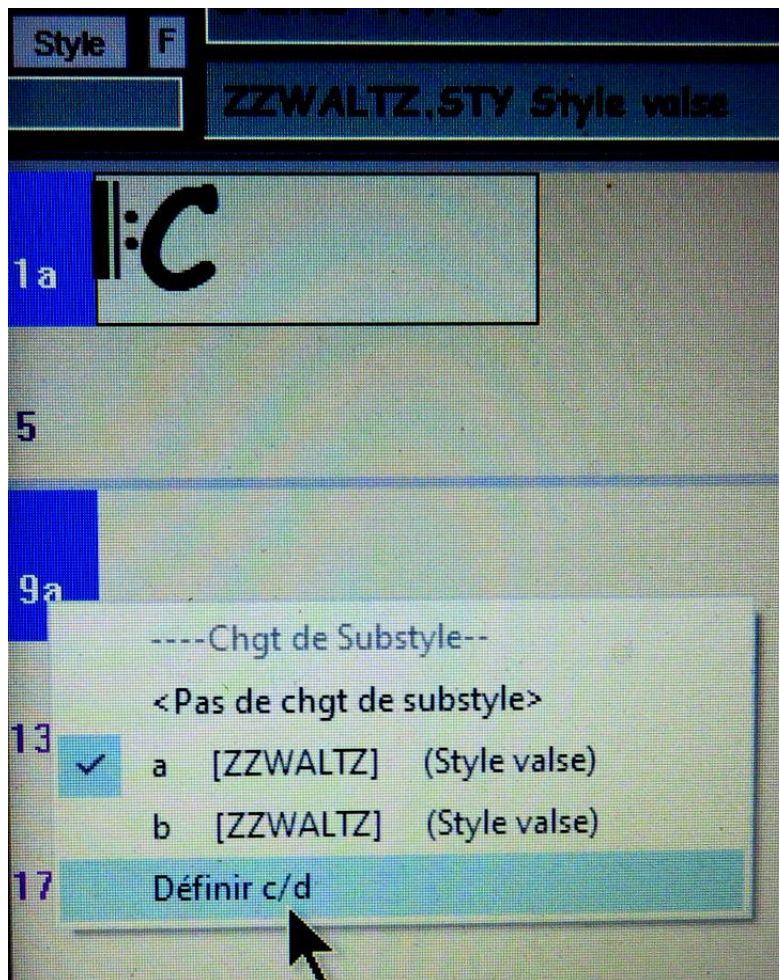 Style F
ZZWALTZ.STY Style valse
1a C
5
9a
----Chgt de Substyle--
<Pas de chgt de substyle>
13
a [ZZWALTZ] (Style valse)
b [ZZWALTZ] (Style valse)
17 Définir c/d